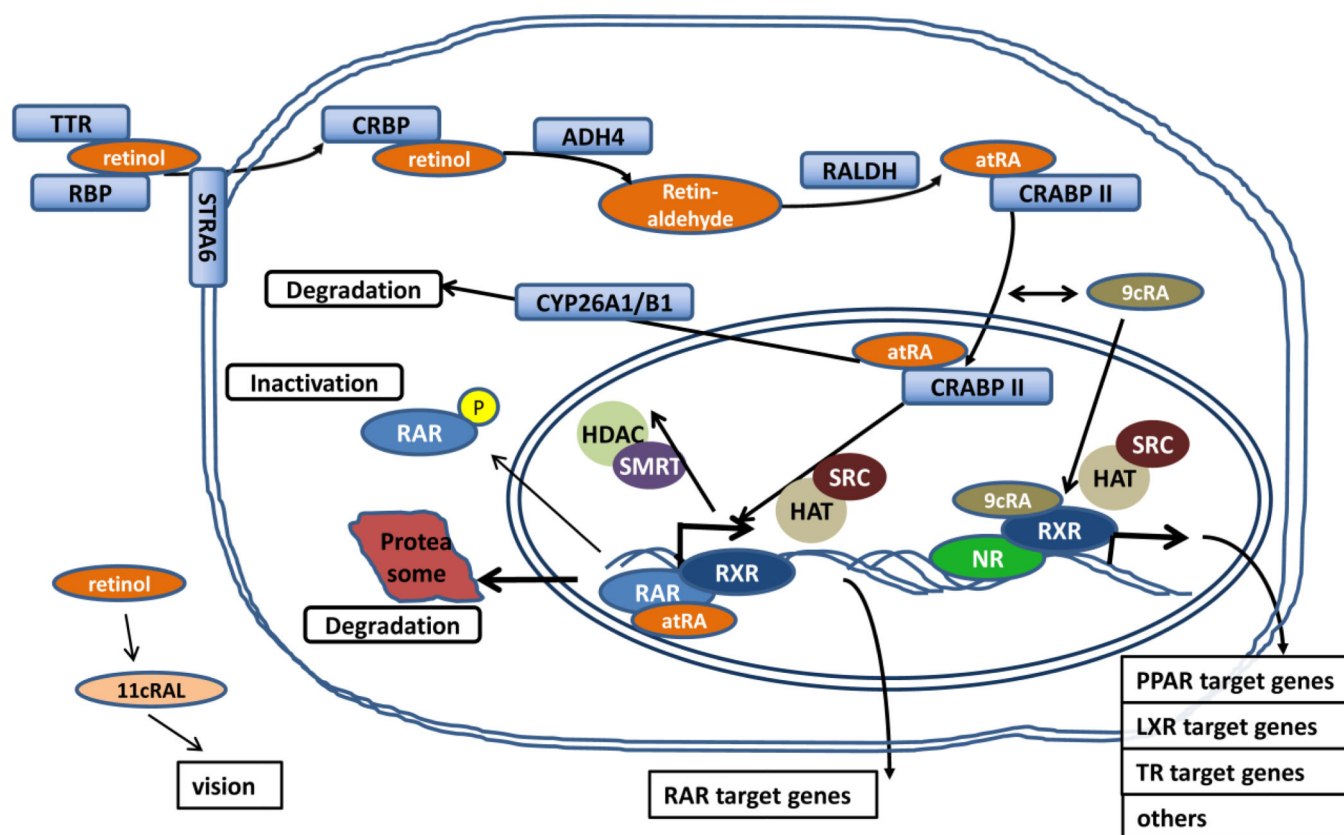 TTR
retinol
RBP
STRA6
CRBP
retinol
ADH4
Retin-
aldehyde
RALDH
atRA
CRABP II
9cRA
Degradation
CYP26A1/B1
atRA
CRABP II
Inactivation
RAR
P
HDAC
SMRT
SRC
HAT
SRC
HAT
9cRA
RXR
NR
Protea
some
Degradation
RAR
RXR
atRA
retinol
11cRAL
vision
RAR target genes
PPAR target genes
LXR target genes
TR target genes
others